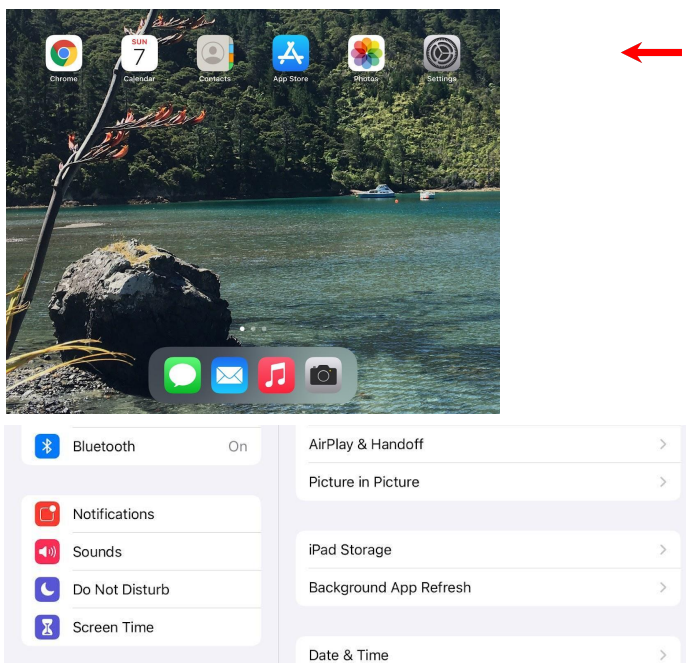 SUN
7
Chrome
Calendar
Contacts
App Store
Photos
Settings
Bluetooth
On
Notifications
Sounds
Do Not Disturb
Screen Time
AirPlay & Handoff
Picture in Picture
iPad Storage
Background App Refresh
Date & Time